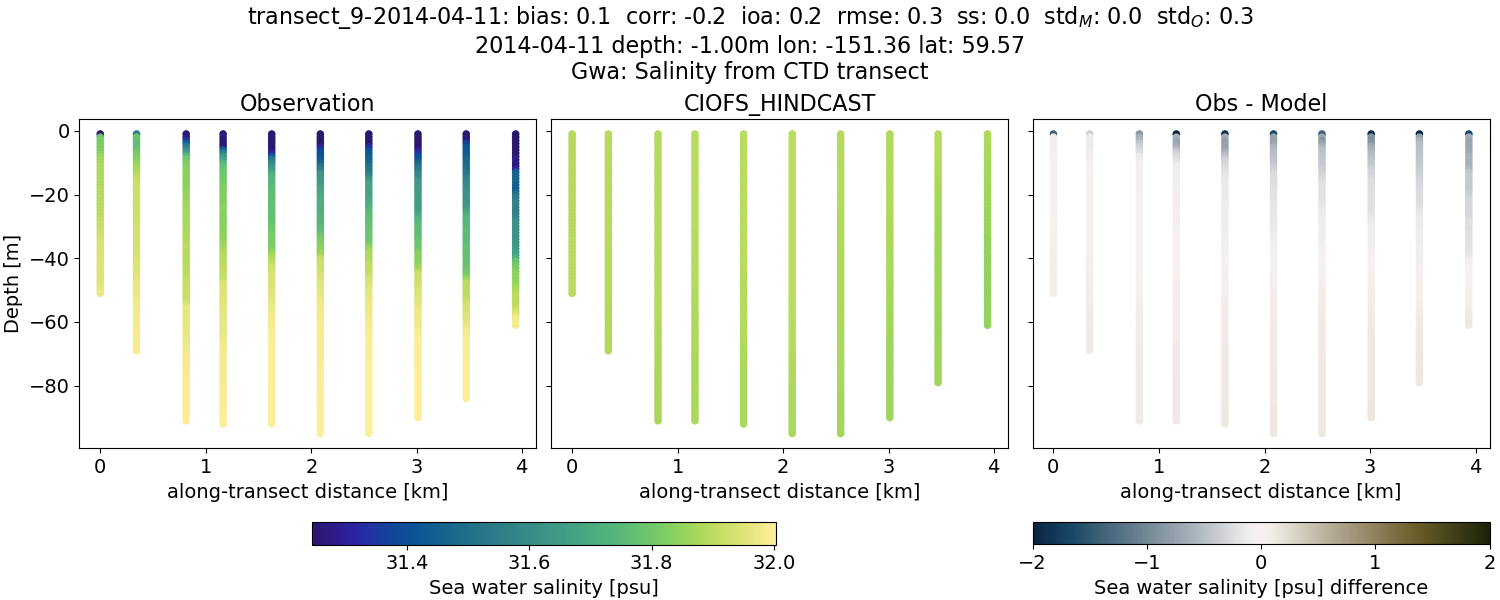 transect_9-2014-04-11: bias: 0.1  corr: -0.2  ioa: 0.2  rmse: 0.3  ss: 0.0  std_M: 0.0  std_O: 0.3
2014-04-11 depth: -1.00m lon: -151.36 lat: 59.57
Gwa: Salinity from CTD transect
Observation
CIOFS_HINDCAST
Obs - Model
Depth [m]
0
−20
−40
−60
−80
0 1 2 3 4
0 1 2 3 4
0 1 2 3 4
along-transect distance [km]
along-transect distance [km]
along-transect distance [km]
31.4 31.6 31.8 32.0
Sea water salinity [psu]
−2 −1 0 1 2
Sea water salinity [psu] difference